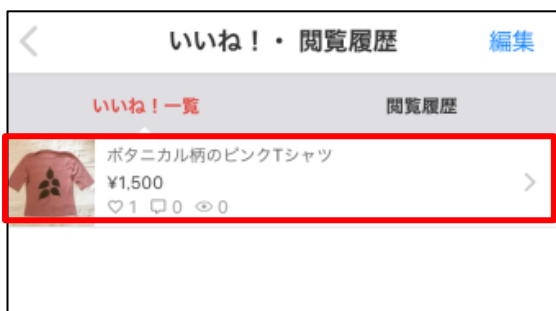 いいね！・ 閲覧履歴 編集
いいね！一覧 閲覧履歴
ボタニカル柄のピンクTシャツ
¥1,500
1 0 0